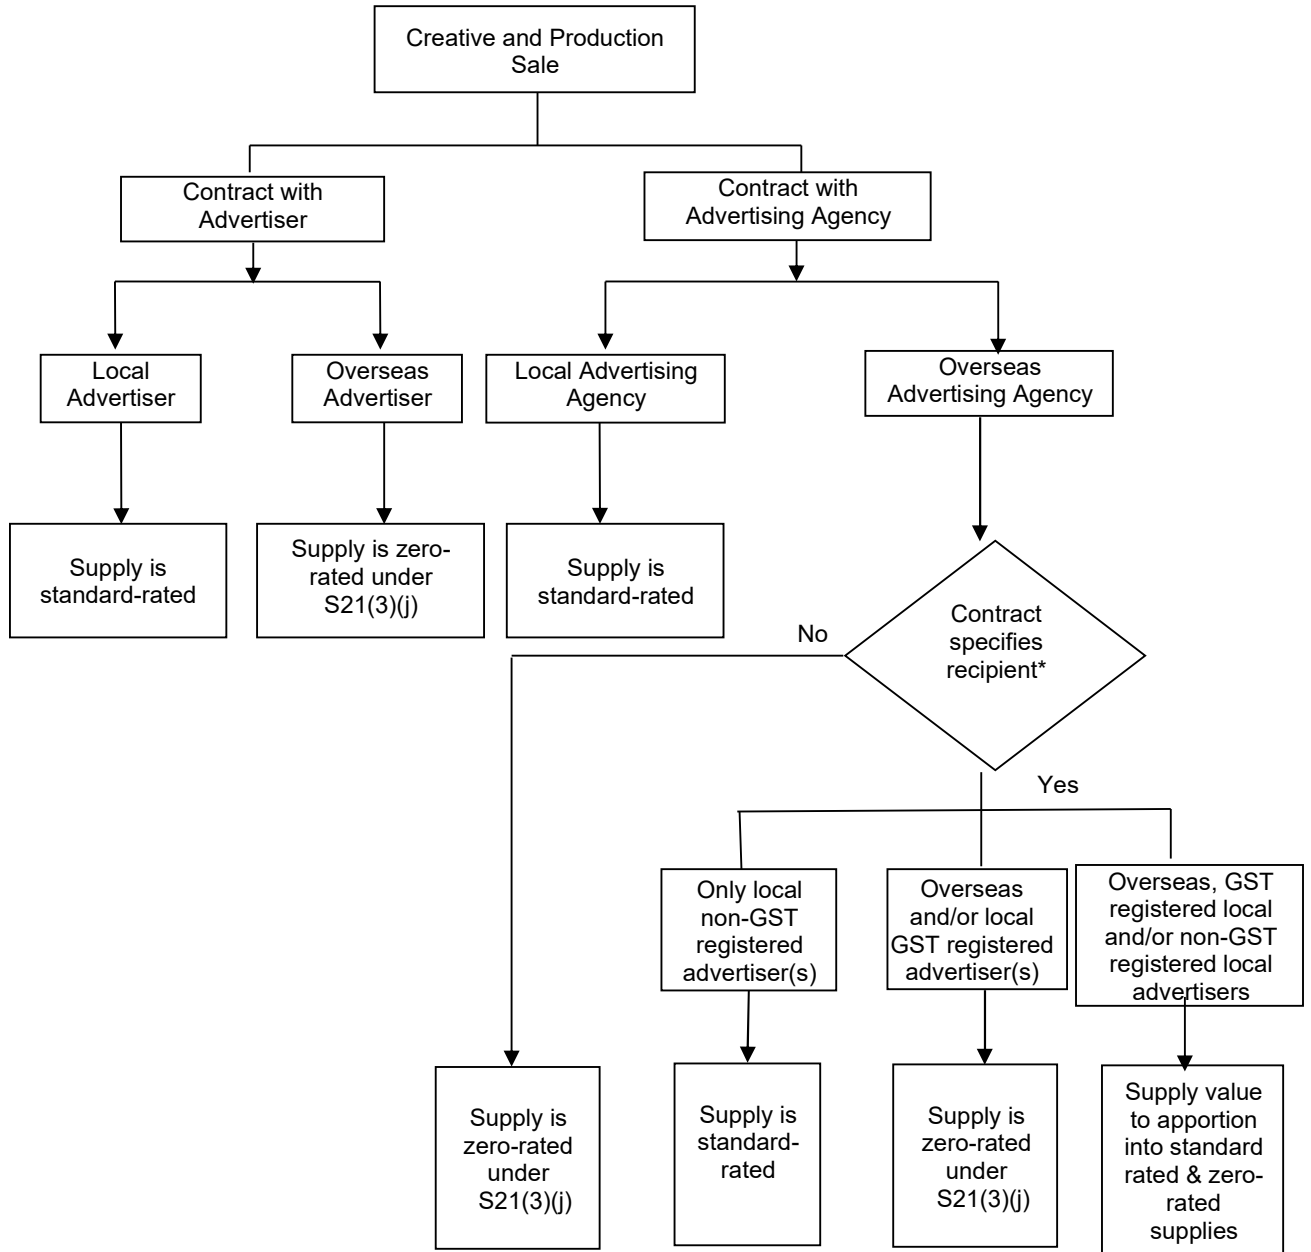 Creative and Production
Sale
Contract with
Advertiser
Contract with
Advertising Agency
Local
Advertiser
Overseas
Advertiser
Local Advertising
Agency
Overseas
Advertising Agency
Supply is
standard-rated
Supply is zero-
rated under
S21(3)(j)
Supply is
standard-rated
Contract
specifies
recipient*
No
Yes
Only local
non-GST
registered
advertiser(s)
Overseas
and/or local
GST registered
advertiser(s)
Overseas, GST
registered local
and/or non-GST
registered local
advertisers
Supply is
zero-rated
under
S21(3)(j)
Supply is
standard-
rated
Supply is
zero-rated
under
S21(3)(j)
Supply value
to apportion
into standard
rated & zero-
rated
supplies